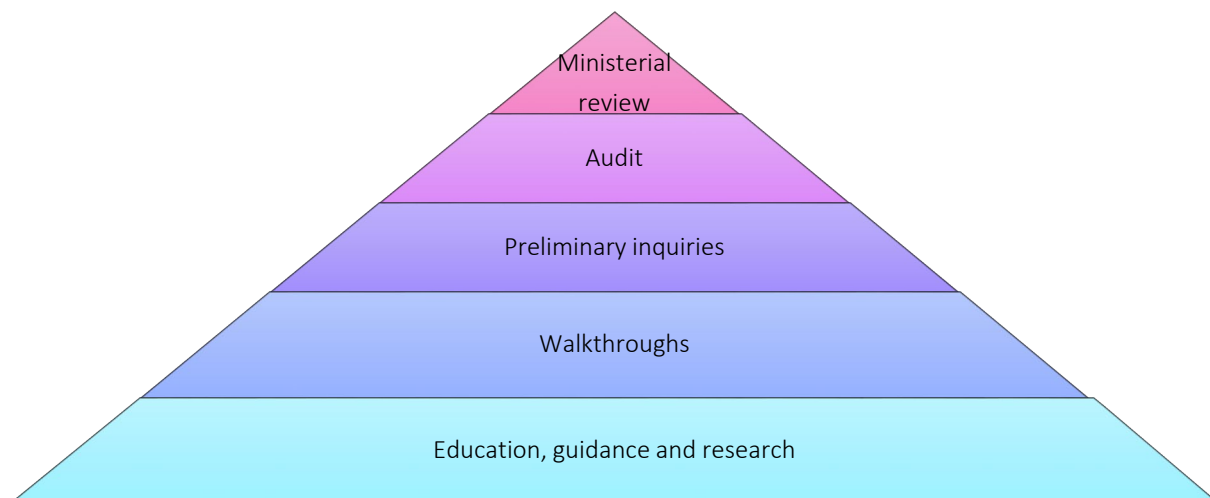 Ministerial
review
Audit
Preliminary inquiries
Walkthroughs
Education, guidance and research